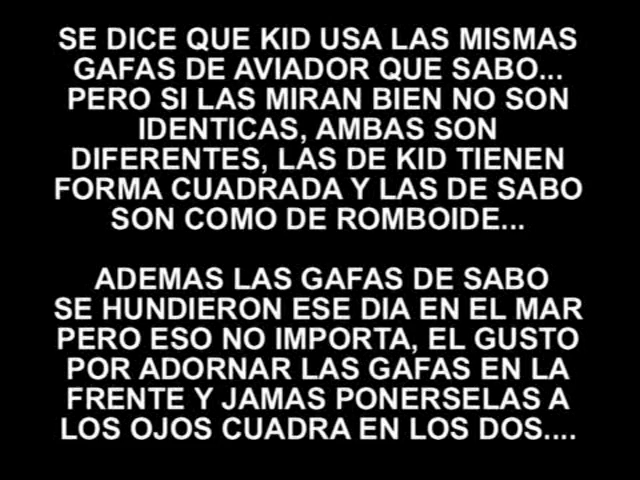 SE DICE QUE KID USA LAS MISMAS
GAFAS DE AVIADOR QUE SABO...
PERO SI LAS MIRAN BIEN NO SON
IDENTICAS, AMBAS SON
DIFERENTES, LAS DE KID TIENEN
FORMA CUADRADA Y LAS DE SABO
SON COMO DE ROMBOIDE...
ADEMAS LAS GAFAS DE SABO
SE HUNDIERON ESE DIA EN EL MAR
PERO ESO NO IMPORTA, EL GUSTO
POR ADORNAR LAS GAFAS EN LA
FRENTE Y JAMAS PONERSELAS A
LOS OJOS CUADRA EN LOS DOS....